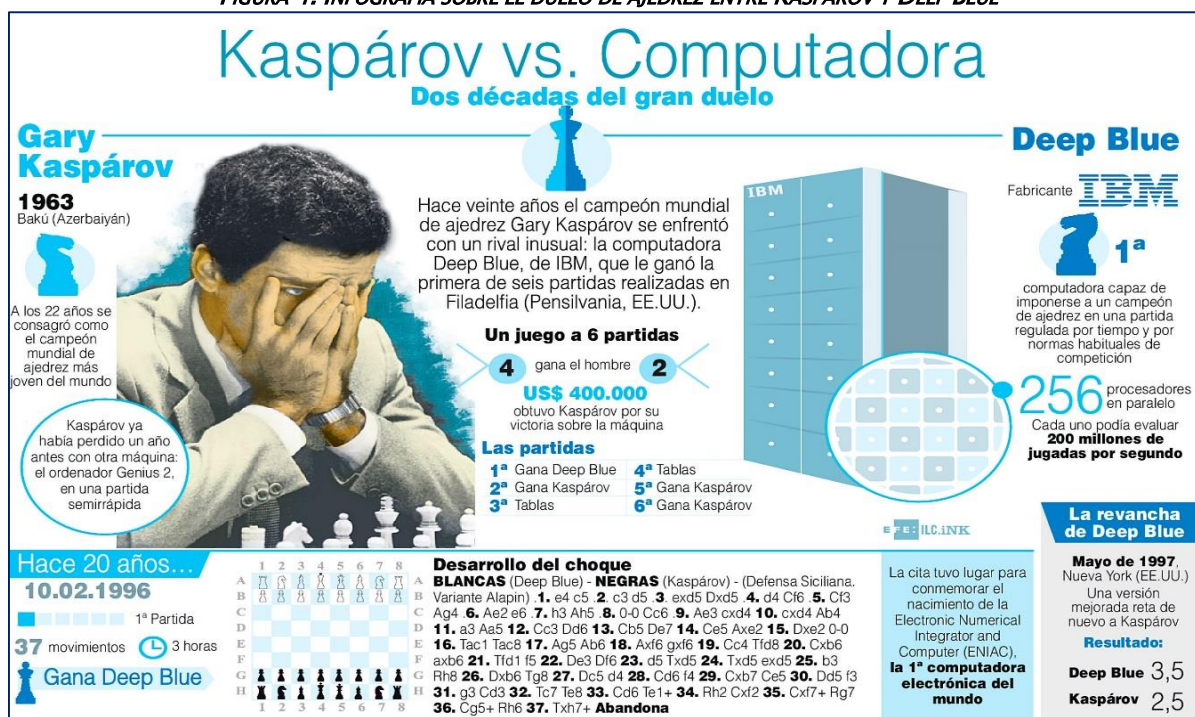 FIGURA 1. INFOGRAFÍA SOBRE EL DUELO DE AJEDREZ ENTRE KASPÁROV Y DEEP BLUE
Kaspárov vs. Computadora
Dos décadas del gran duelo
Gary
Kaspárov
1963
Bakú (Azerbaiyán)
A los 22 años se
consagró como
el campeón
mundial de
ajedrez más
joven del mundo
Kaspárov ya
había perdido un año
antes con otra máquina:
el ordenador Genius 2,
en una partida
semirrápida
Hace veinte años el campeón mundial
de ajedrez Gary Kaspárov se enfrentó
con un rival inusual: la computadora
Deep Blue, de IBM, que le ganó la
primera de seis partidas realizadas en
Filadelfia (Pensilvania, EE.UU.).
Un juego a 6 partidas
4 gana el hombre 2
US$ 400.000
obtuvo Kaspárov por su
victoria sobre la máquina
Las partidas
1ª Gana Deep Blue 4ª Tablas
2ª Gana Kaspárov 5ª Gana Kaspárov
3ª Tablas 6ª Gana Kaspárov
IBM
Deep Blue
Fabricante IBM
1ª
computadora capaz de
imponerse a un campeón
de ajedrez en una partida
regulada por tiempo y por
normas habituales de
competición
256 procesadores
en paralelo
Cada uno podía evaluar
200 millones de
jugadas por segundo
EFE: ILC.iNK
Hace 20 años...
10.02.1996
1ª Partida
37 movimientos 3 horas
Gana Deep Blue
1 2 3 4 5 6 7 8
A A
B B
C C
D D
E E
F F
G G
H H
1 2 3 4 5 6 7 8
Desarrollo del choque
BLANCAS (Deep Blue) - NEGRAS (Kaspárov) - (Defensa Siciliana.
Variante Alapin) .1. e4 c5 .2. c3 d5 .3. exd5 Dxd5 .4. d4 Cf6 .5. Cf3
Ag4 .6. Ae2 e6 .7. h3 Ah5 .8. 0-0 Cc6 .9. Ae3 cxd4 10. cxd4 Ab4
11. a3 Aa5 12. Cc3 Dd6 13. Cb5 De7 14. Ce5 Axe2 15. Dxe2 0-0
16. Tac1 Tac8 17. Ag5 Ab6 18. Axf6 gxf6 19. Cc4 Tfd8 20. Cxb6
axb6 21. Tfd1 f5 22. De3 Df6 23. d5 Txd5 24. Txd5 exd5 25. b3
Rh8 26. Dxb6 Tg8 27. Dc5 d4 28. Cd6 f4 29. Cxb7 Ce5 30. Dd5 f3
31. g3 Cd3 32. Tc7 Te8 33. Cd6 Te1+ 34. Rh2 Cxf2 35. Cxf7+ Rg7
36. Cg5+ Rh6 37. Txh7+ Abandona
La cita tuvo lugar para
conmemorar el
nacimiento de la
Electronic Numerical
Integrator and
Computer (ENIAC),
la 1ª computadora
electrónica del
mundo
La revancha
de Deep Blue
Mayo de 1997,
Nueva York (EE.UU.)
Una versión
mejorada reta de
nuevo a Kaspárov
Resultado:
Deep Blue 3,5
Kaspárov 2,5